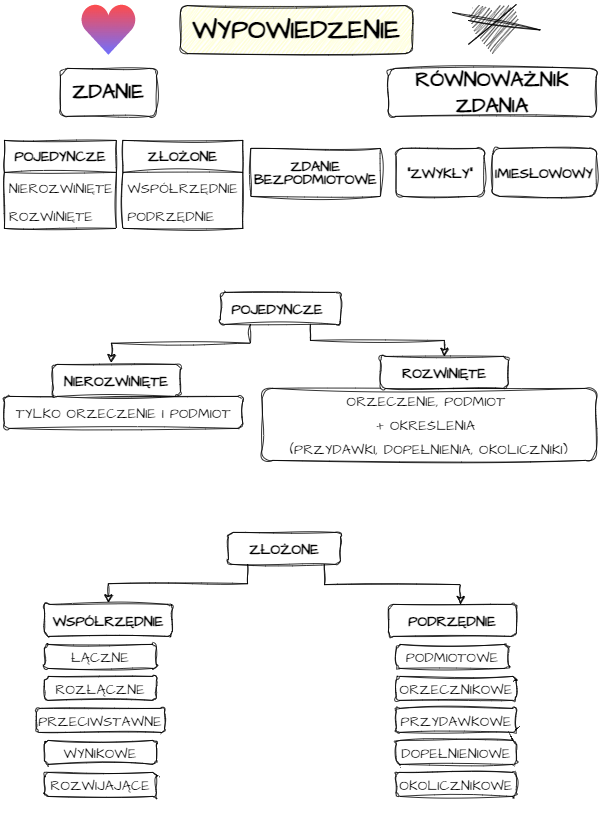 WYPOWIEDZENIE
ZDANIE
RÓWNOWAŻNIK
ZDANIA
POJEDYNCZE
NIEROZWINIĘTE
ROZWINIĘTE
ZŁOŻONE
WSPÓŁRZĘDNIE
PODRZĘDNIE
ZDANIE
BEZPODMIOTOWE
"ZWYKŁY"
IMIESŁOWOWY
POJEDYNCZE
NIEROZWINIĘTE
TYLKO ORZECZENIE I PODMIOT
ROZWINIĘTE
ORZECZENIE, PODMIOT
+ OKREŚLENIA
(PRZYDAWKI, DOPEŁNIENIA, OKOLICZNIKI)
ZŁOŻONE
WSPÓŁRZĘDNIE
ŁĄCZNE
ROZŁĄCZNE
PRZECIWSTAWNE
WYNIKOWE
ROZWIJAJĄCE
PODRZĘDNIE
PODMIOTOWE
ORZECZNIKOWE
PRZYDAWKOWE
DOPEŁNIENIOWE
OKOLICZNIKOWE